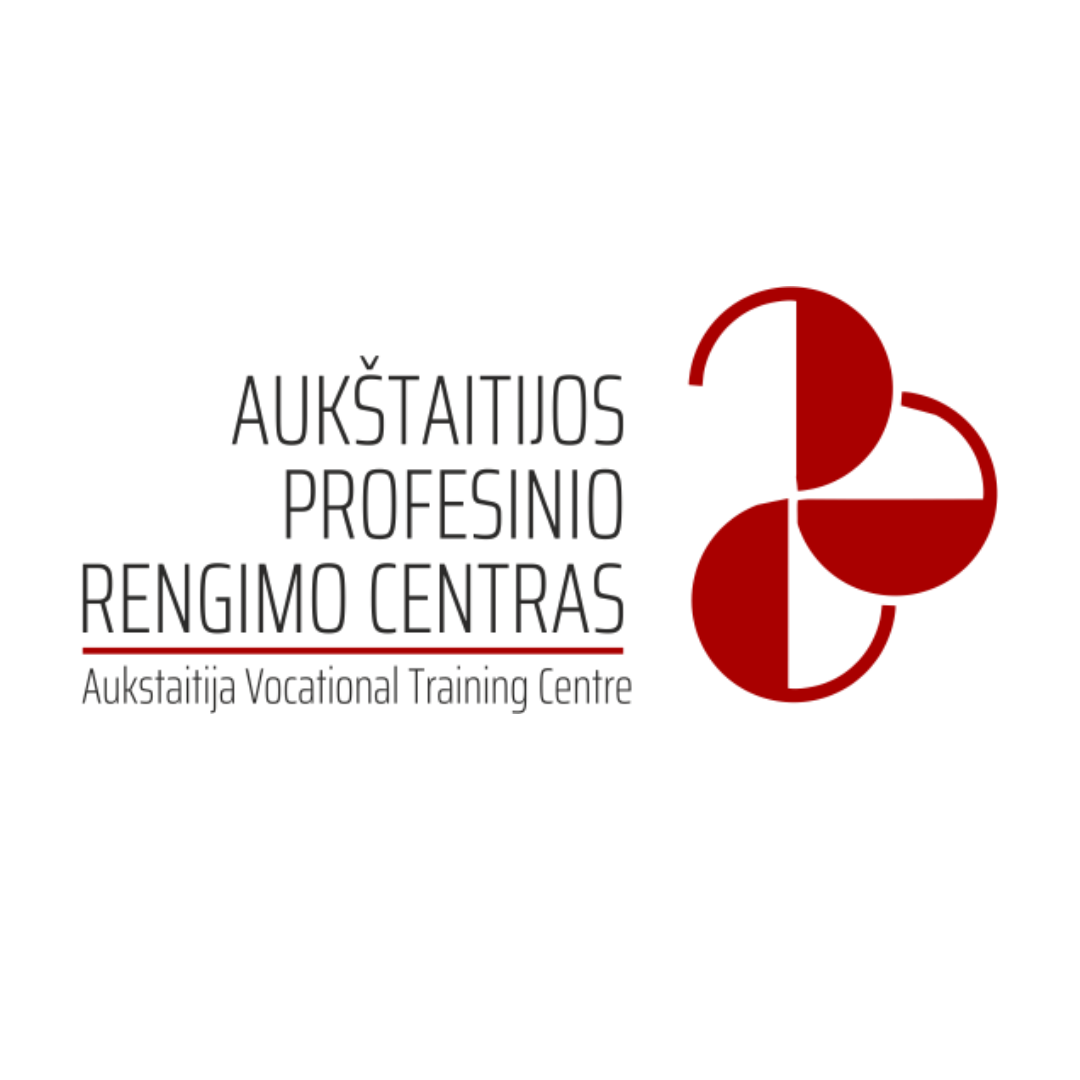 AUKŠTAITIJOS
PROFESINIO
RENGIMO CENTRAS
Aukstaitija Vocational Training Centre